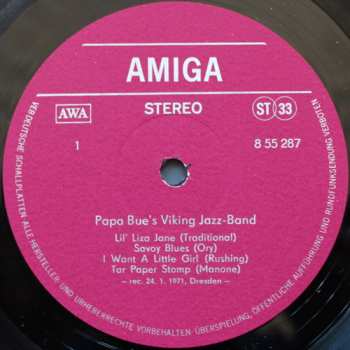 AMIGA
AWA
STEREO
ST 33
1
8 55 287
Papa Bue's Viking Jazz-Band
Lil' Liza Jane (Traditional)
Savoy Blues (Ory)
I Want A Little Girl (Rushing)
Tar Paper Stomp (Manone)
– rec. 24. 1. 1971, Dresden –
VEB DEUTSCHE SCHALLPLATTEN ALLE HERSTELLER- UND URHEBERRECHTE VORBEHALTEN · ÜBERSPIELUNG, ÖFFENTLICHE AUFFÜHRUNG UND RUNDFUNKSENDUNG VERBOTEN